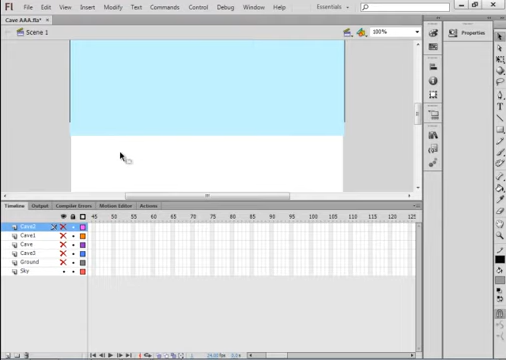 Fl File Edit View Insert Modify Text Commands Control Debug Window Help Essentials
Cave AAA.fla* ×
Scene 1 100%
Properties
Timeline Output Compiler Errors Motion Editor Actions
45 50 55 60 65 70 75 80 85 90 95 100 105 110 115 120 125
Cave2
Cave1
Cave
Cave3
Ground
Sky